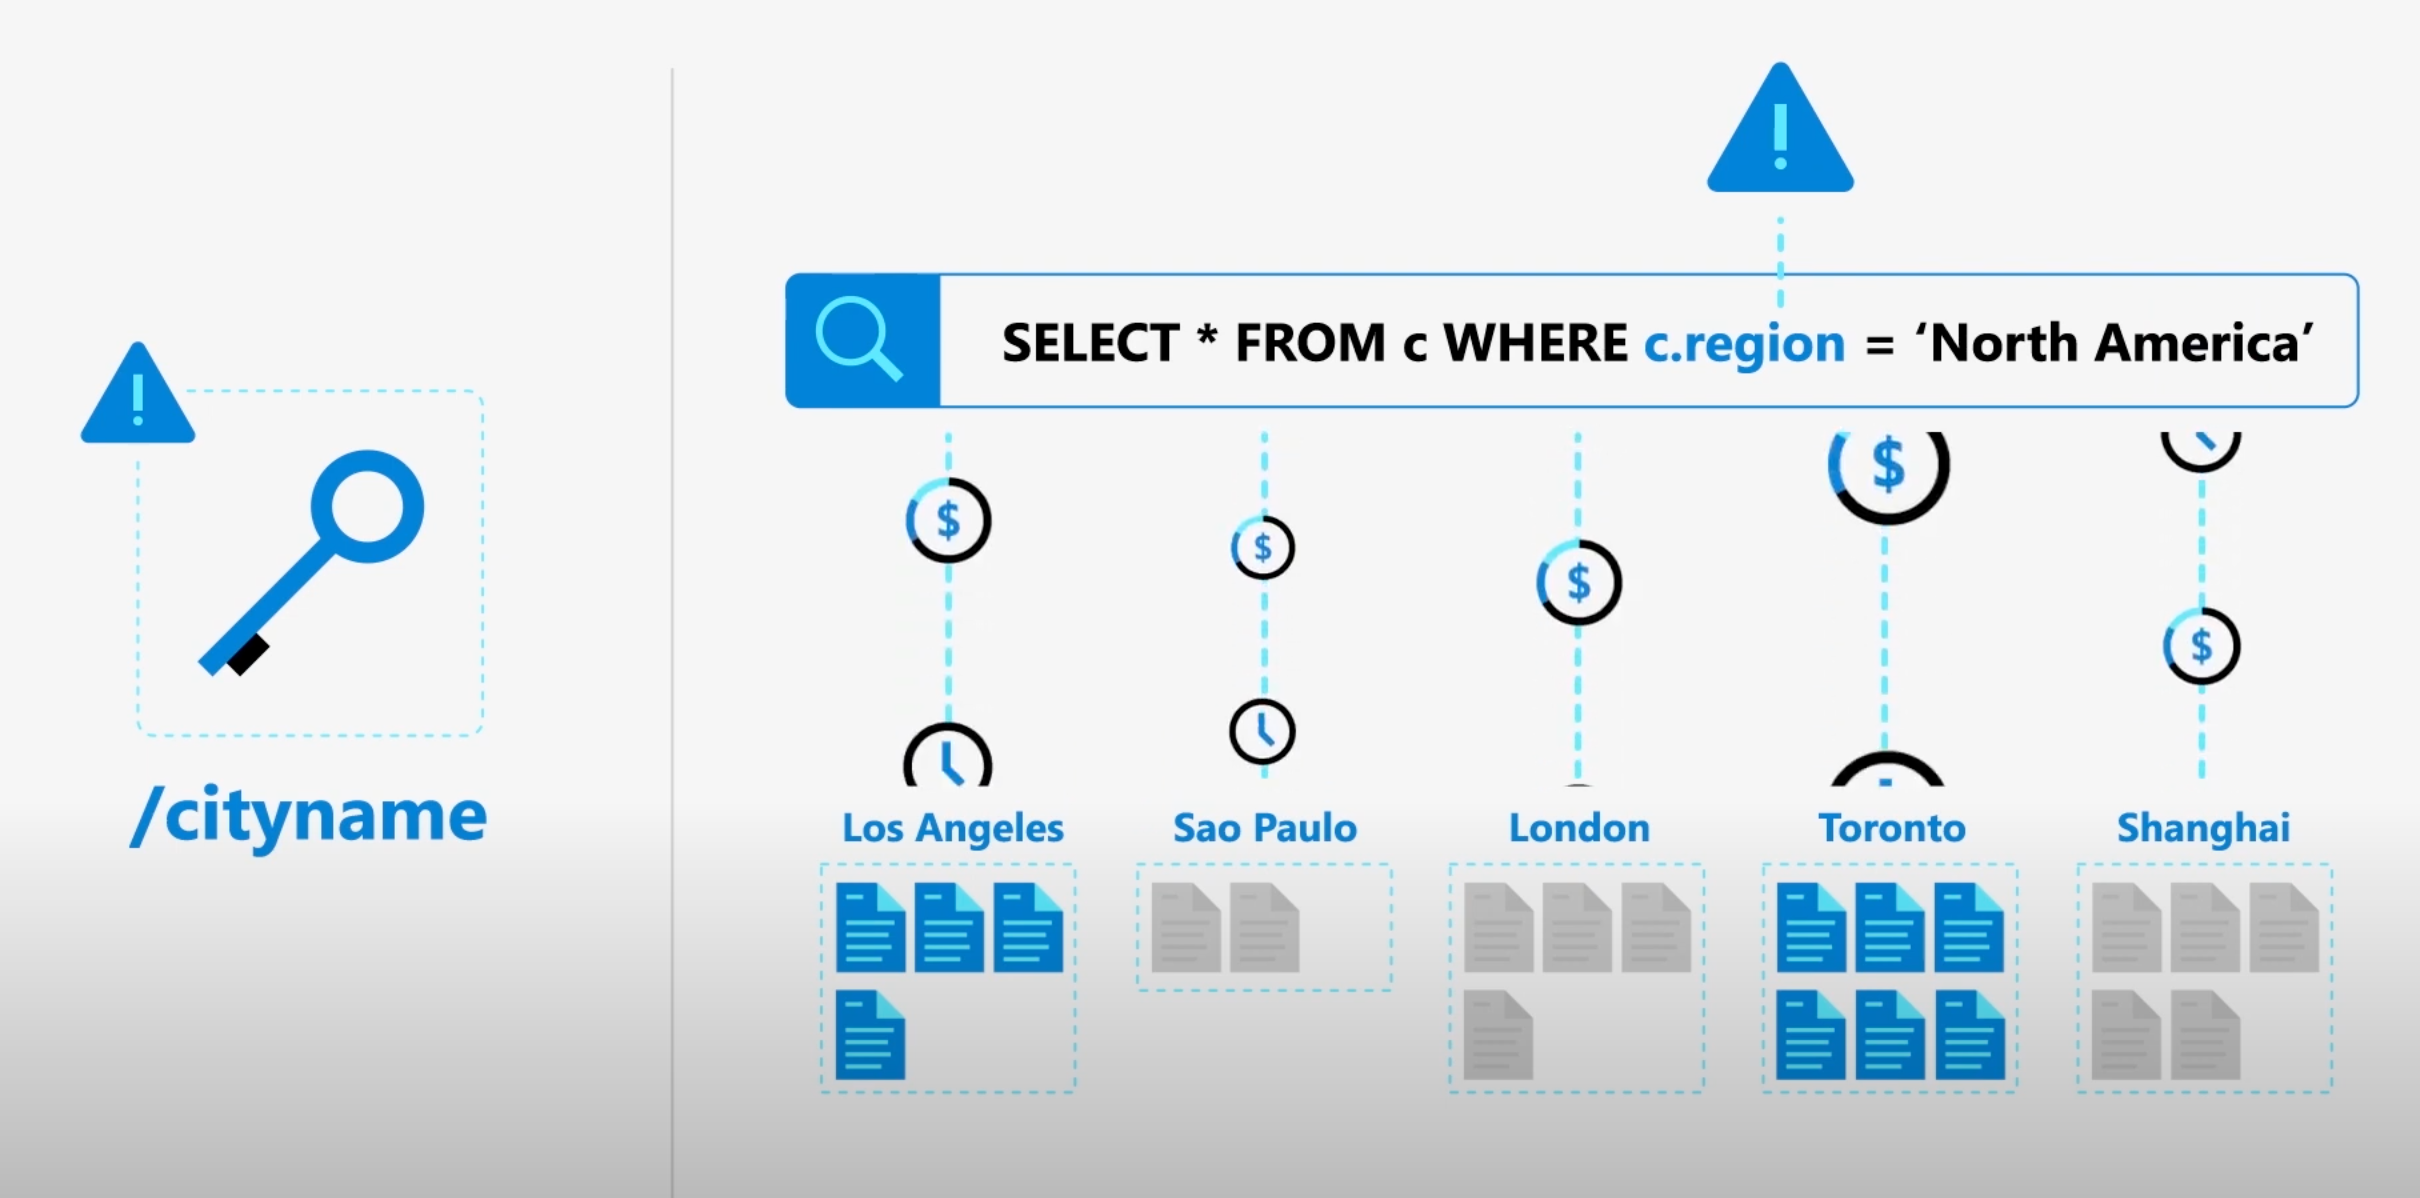 SELECT * FROM c WHERE c.region = ‘North America’
/cityname
$
$
$
$
$
Los Angeles
Sao Paulo
London
Toronto
Shanghai